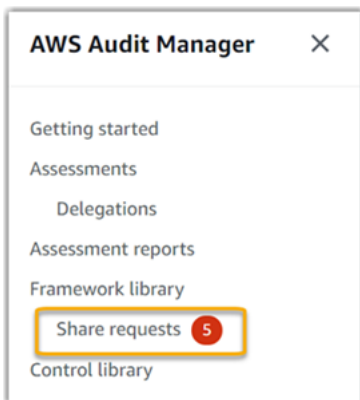 AWS Audit Manager
Getting started
Assessments
Delegations
Assessment reports
Framework library
Share requests 5
Control library